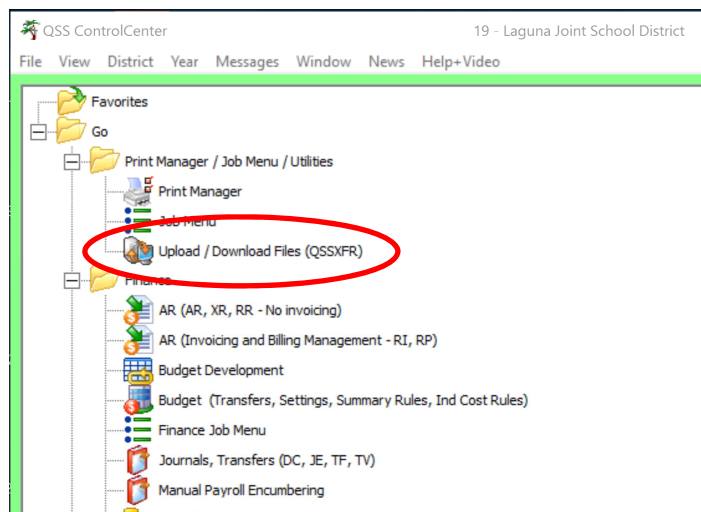 QSS ControlCenter 19 - Laguna Joint School District
File View District Year Messages Window News Help+Video
Favorites
Go
Print Manager / Job Menu / Utilities
Print Manager
Job Menu
Upload / Download Files (QSSXFR)
Finance
AR (AR, XR, RR - No invoicing)
AR (Invoicing and Billing Management - RI, RP)
Budget Development
Budget (Transfers, Settings, Summary Rules, Ind Cost Rules)
Finance Job Menu
Journals, Transfers (DC, JE, TF, TV)
Manual Payroll Encumbering